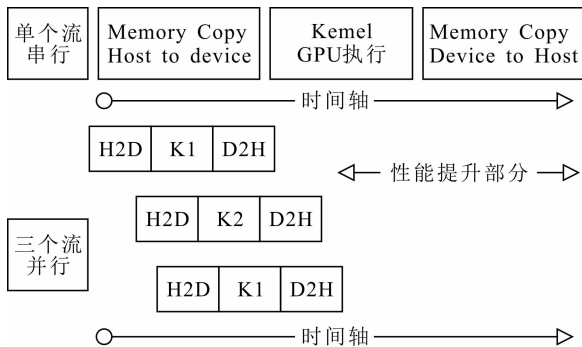 单个流
串行
Memory Copy
Host to device
Kemel
GPU执行
Memory Copy
Device to Host
时间轴
H2D K1 D2H
性能提升部分
H2D K2 D2H
三个流
并行
H2D K1 D2H
时间轴